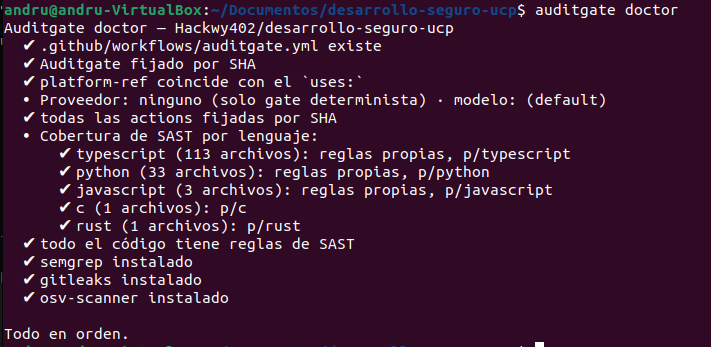 andru@andru-VirtualBox:~/Documentos/desarrollo-seguro-ucp$ auditgate doctor
Auditgate doctor — Hackwy402/desarrollo-seguro-ucp
✔ .github/workflows/auditgate.yml existe
✔ Auditgate fijado por SHA
✔ platform-ref coincide con el `uses:`
• Proveedor: ninguno (solo gate determinista) · modelo: (default)
✔ todas las actions fijadas por SHA
• Cobertura de SAST por lenguaje:
✔ typescript (113 archivos): reglas propias, p/typescript
✔ python (33 archivos): reglas propias, p/python
✔ javascript (3 archivos): reglas propias, p/javascript
✔ c (1 archivos): p/c
✔ rust (1 archivos): p/rust
✔ todo el código tiene reglas de SAST
✔ semgrep instalado
✔ gitleaks instalado
✔ osv-scanner instalado
Todo en orden.